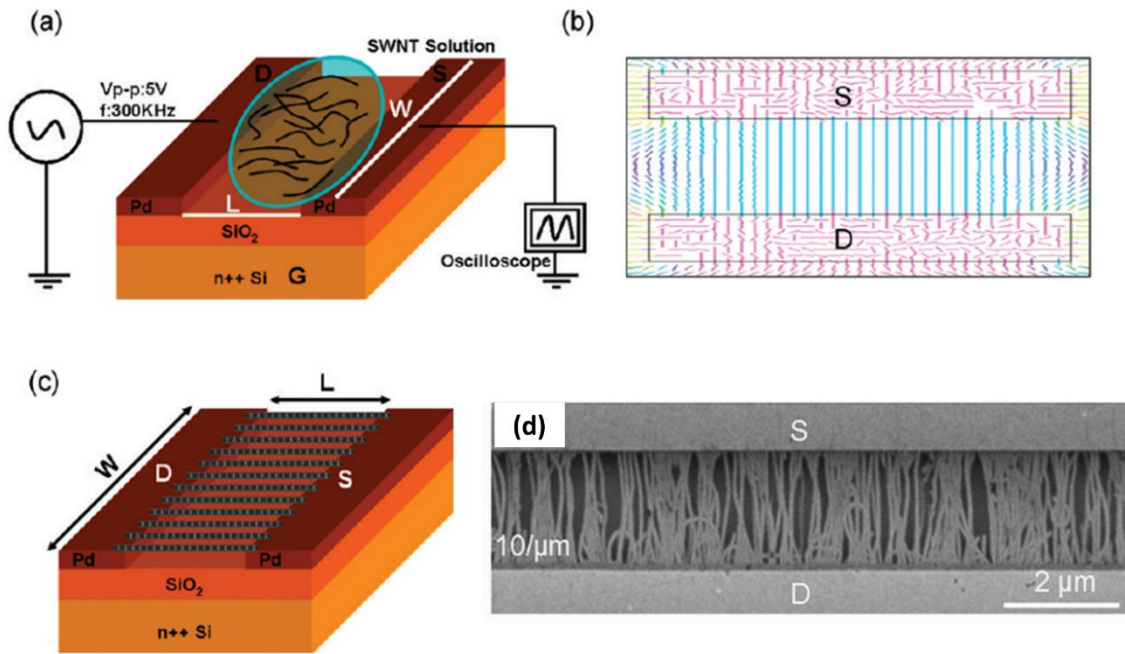 (a)
SWNT Solution
D
S
Vp-p:5V
f:300KHz
W
L
Pd
Pd
SiO₂
n++ Si
G
Oscilloscope
(b)
S
D
(c)
L
W
D
S
Pd
Pd
SiO₂
n++ Si
(d)
S
10/µm
D
2 µm